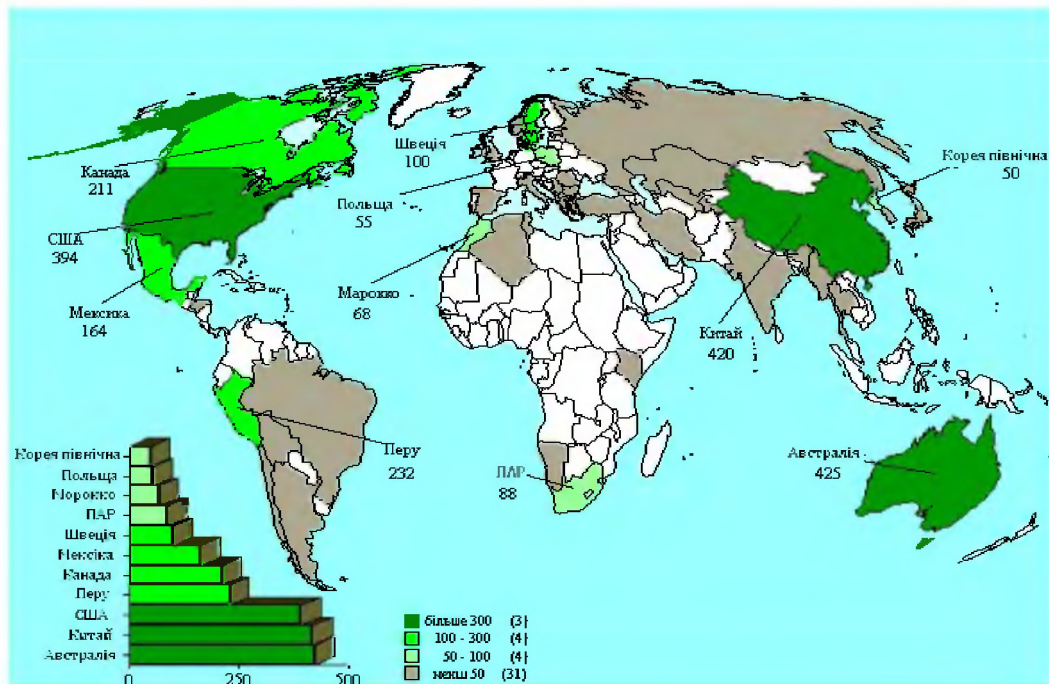 Канада
211
США
394
Мексика
164
Швеція
100
Польща
55
Марокко
68
Корея північна
50
Китай
420
Перу
232
ПАР
88
Австралія
425
Корея північна
Польща
Морокко
ПАР
Швеція
Мексіка
Канада
Перу
США
Китай
Австралія
0 250 500
більше 300 (3)
100 - 300 (4)
50 - 100 (4)
менш 50 (31)